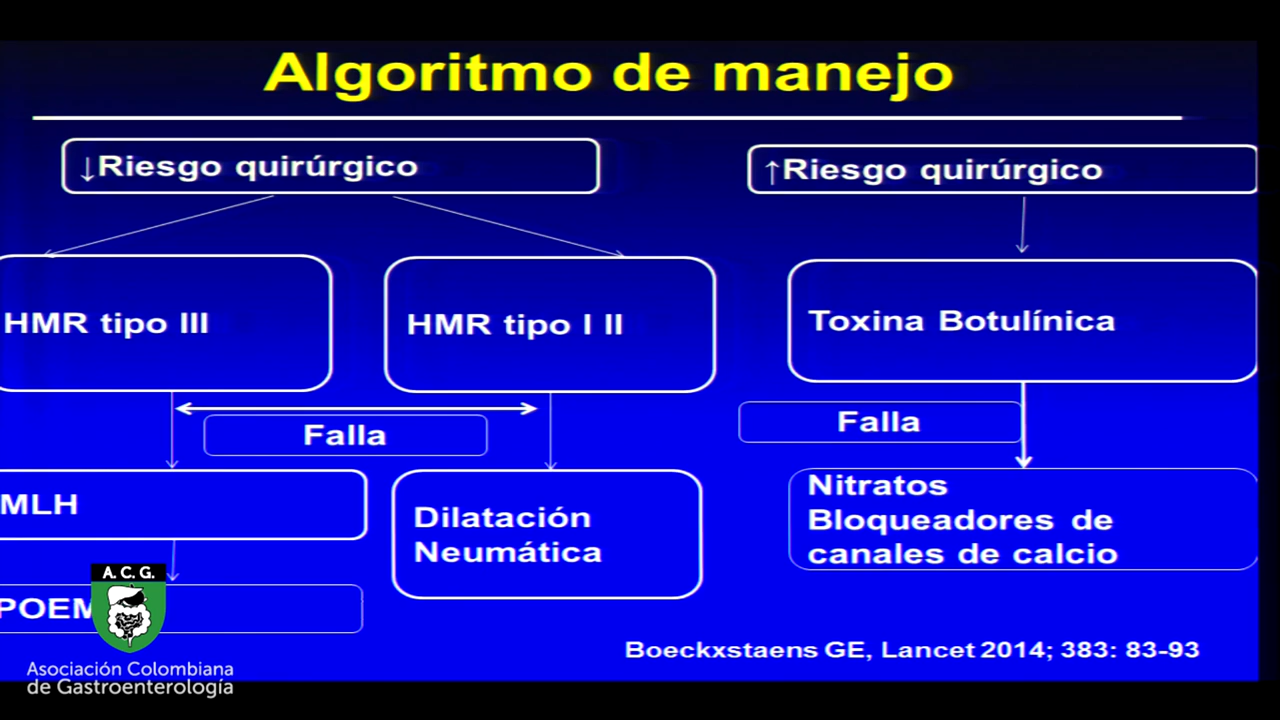 Algoritmo de manejo
↓Riesgo quirúrgico
↑Riesgo quirúrgico
HMR tipo III
HMR tipo I II
Toxina Botulínica
Falla
Falla
MLH
Dilatación
Neumática
Nitratos
Bloqueadores de
canales de calcio
POEM
A. C. G.
Boeckxstaens GE, Lancet 2014; 383: 83-93
Asociación Colombiana
de Gastroenterología